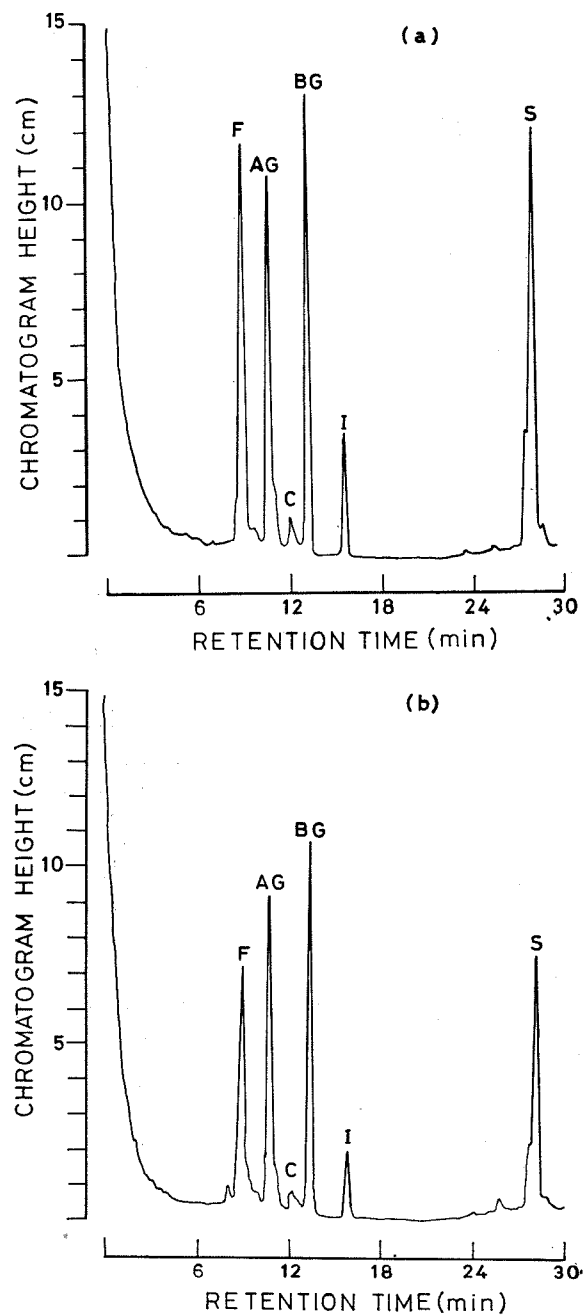 15
(a)
BG
F
S
AG
10
5
I
C
CHROMATOGRAM HEIGHT (cm)
6 12 18 24 30
RETENTION TIME (min)
15
(b)
BG
10
AG
F
S
5
I
C
CHROMATOGRAM HEIGHT (cm)
6 12 18 24 30
RETENTION TIME (min)